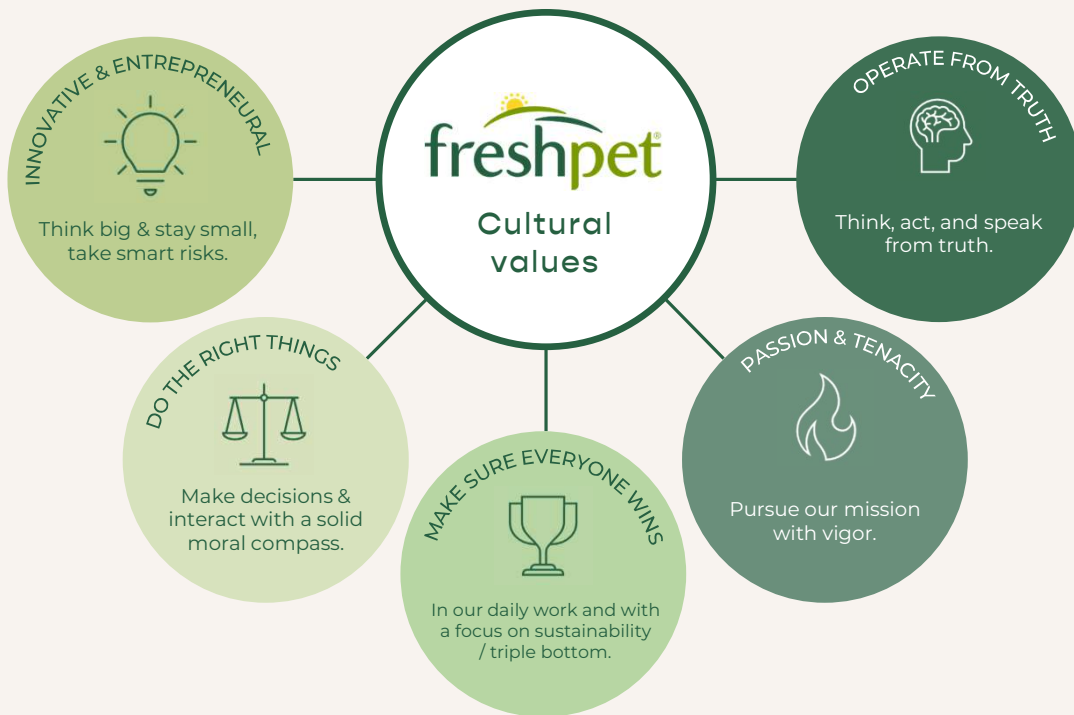 freshpet®
Cultural
values
INNOVATIVE & ENTREPRENEURAL
Think big & stay small,
take smart risks.
DO THE RIGHT THINGS
Make decisions &
interact with a solid
moral compass.
MAKE SURE EVERYONE WINS
In our daily work and with
a focus on sustainability
/ triple bottom.
PASSION & TENACITY
Pursue our mission
with vigor.
OPERATE FROM TRUTH
Think, act, and speak
from truth.